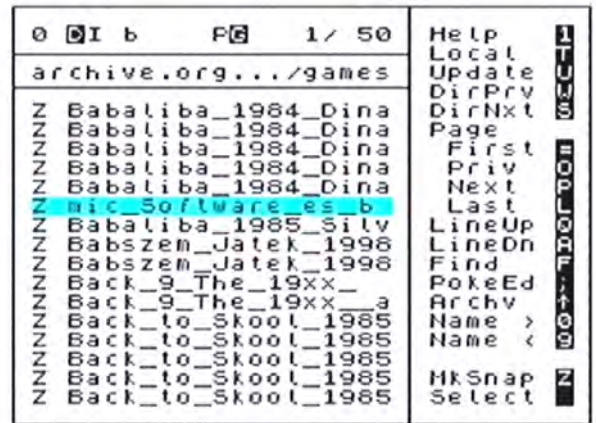 0 DI b PG 1/ 50
archive.org.../games
Z Babaliba_1984_Dina
Z Babaliba_1984_Dina
Z Babaliba_1984_Dina
Z Babaliba_1984_Dina
Z Babaliba_1984_Dina
Z mic_Software_es_b
Z Babaliba_1985_Silv
Z Babszem_Jatek_1998
Z Babszem_Jatek_1998
Z Back_9_The_19xx_
Z Back_9_The_19xx__a
Z Back_to_Skool_1985
Z Back_to_Skool_1985
Z Back_to_Skool_1985
Z Back_to_Skool_1985
Z Back_to_Skool_1985
Help 1
Local T
Update U
DirPrv W
DirNxt S
Page
First =
Priv O
Next P
Last L
LineUp Q
LineDn A
Find F
PokeEd ;
Archv ↑
Name > 0
Name < 9
MkSnap Z
Select